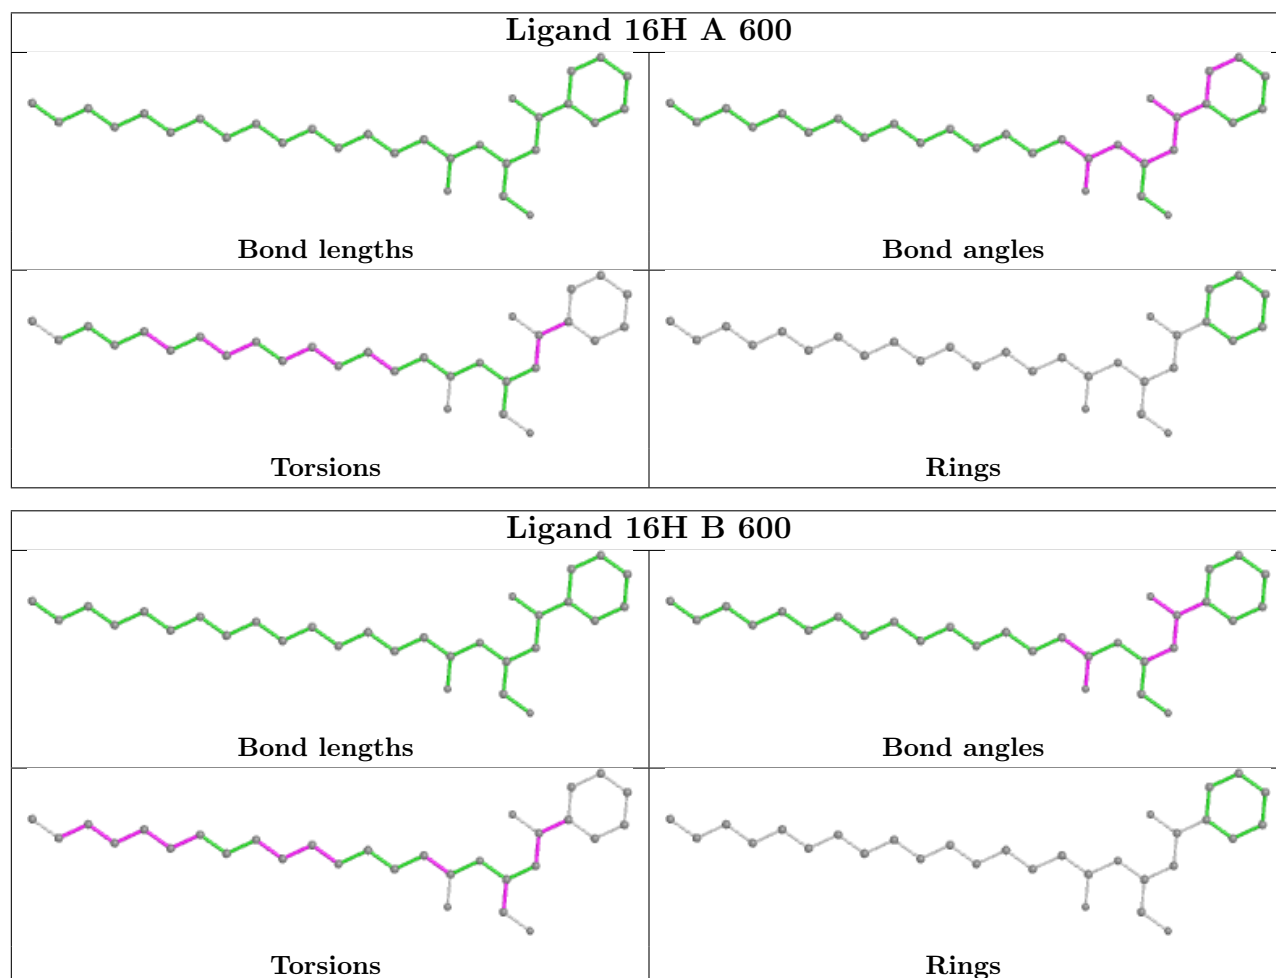 Ligand 16H A 600
Bond lengths
Bond angles
Torsions
Rings
Ligand 16H B 600
Bond lengths
Bond angles
Torsions
Rings